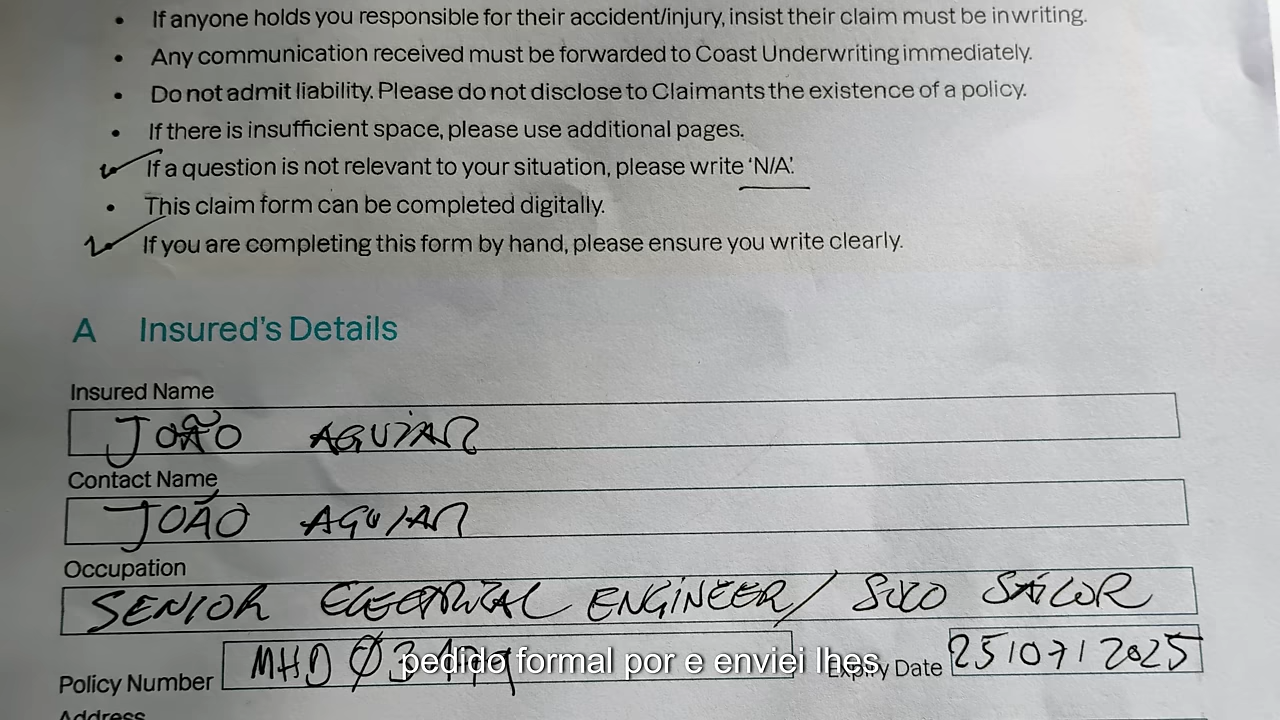 If anyone holds you responsible for their accident/injury, insist their claim must be in writing.
Any communication received must be forwarded to Coast Underwriting immediately.
Do not admit liability. Please do not disclose to Claimants the existence of a policy.
If there is insufficient space, please use additional pages.
If a question is not relevant to your situation, please write 'N/A'.
This claim form can be completed digitally.
If you are completing this form by hand, please ensure you write clearly.
A Insured's Details
Insured Name
JOÃO AGUIAR
Contact Name
JOÃO AGUIAR
Occupation
SENIOR ELECTRICAL ENGINEER / SOLO SAILOR
Policy Number MHD Expiry Date 25/07/2025
pedido formal por e enviei lhes
Address